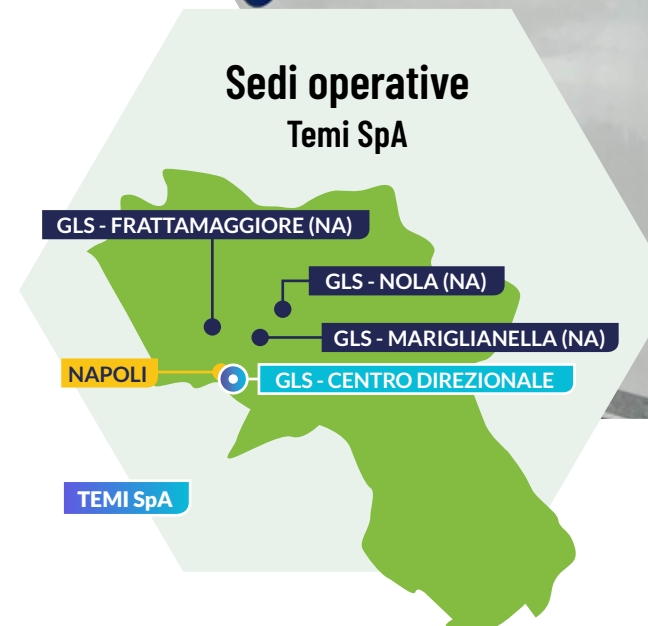 Sedi operative
Temi SpA
GLS - FRATTAMAGGIORE (NA)
GLS - NOLA (NA)
GLS - MARIGLIANELLA (NA)
NAPOLI
GLS - CENTRO DIREZIONALE
TEMI SpA